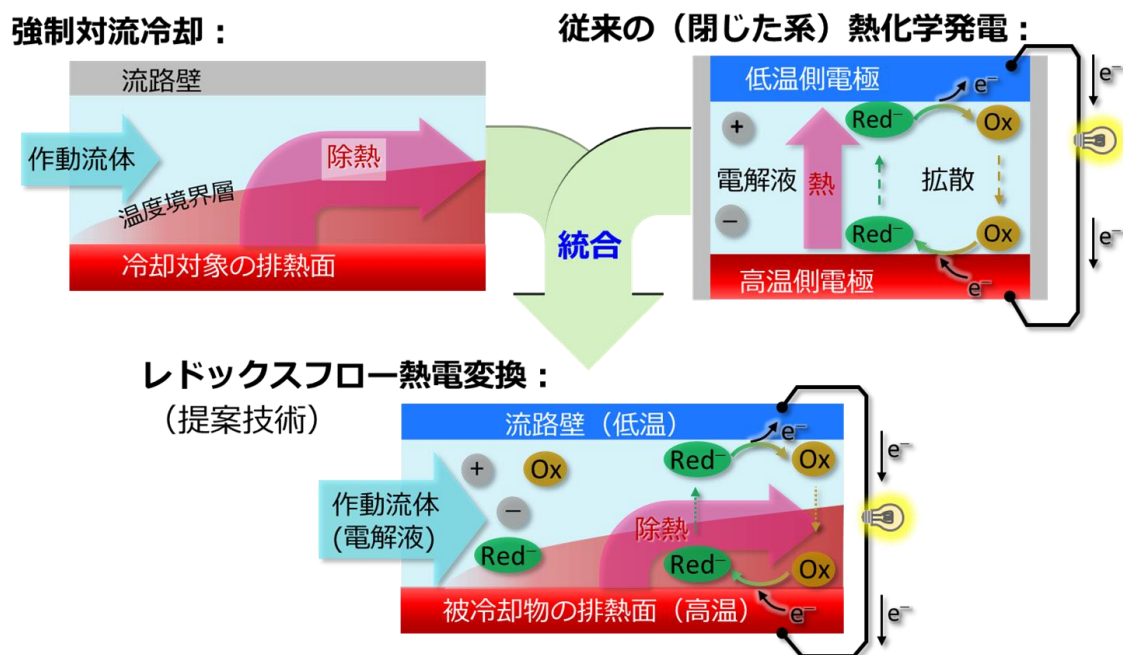 強制対流冷却：
流路壁
作動流体
除熱
温度境界層
冷却対象の排熱面
従来の（閉じた系）熱化学発電：
低温側電極
e⁻
e⁻
+
Red⁻
Ox
電解液
熱
拡散
−
Red⁻
Ox
e⁻
高温側電極
e⁻
統合
レドックスフロー熱電変換：
（提案技術）
流路壁（低温）
e⁻
e⁻
+
Ox
Red⁻
Ox
作動流体
(電解液)
−
除熱
Red⁻
Red⁻
Ox
被冷却物の排熱面（高温）
e⁻
e⁻